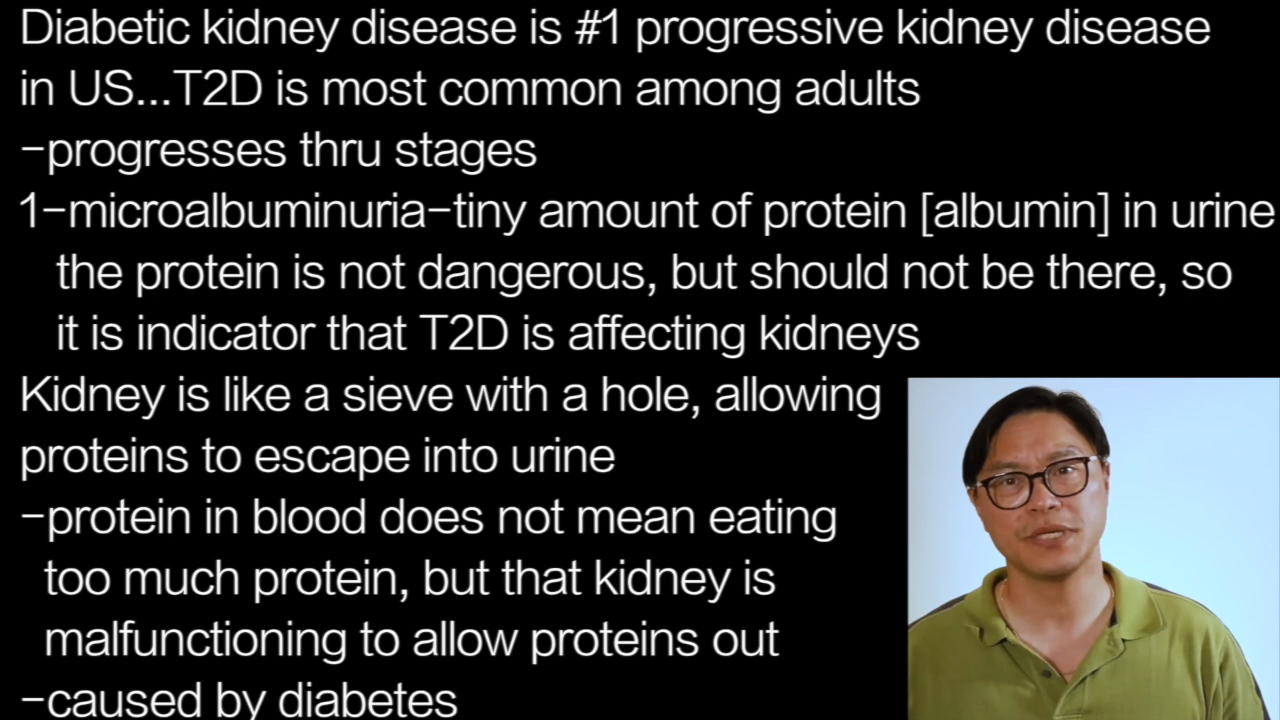 Diabetic kidney disease is #1 progressive kidney disease
in US...T2D is most common among adults
-progresses thru stages
1-microalbuminuria-tiny amount of protein [albumin] in urine
the protein is not dangerous, but should not be there, so
it is indicator that T2D is affecting kidneys
Kidney is like a sieve with a hole, allowing
proteins to escape into urine
-protein in blood does not mean eating
too much protein, but that kidney is
malfunctioning to allow proteins out
-caused by diabetes